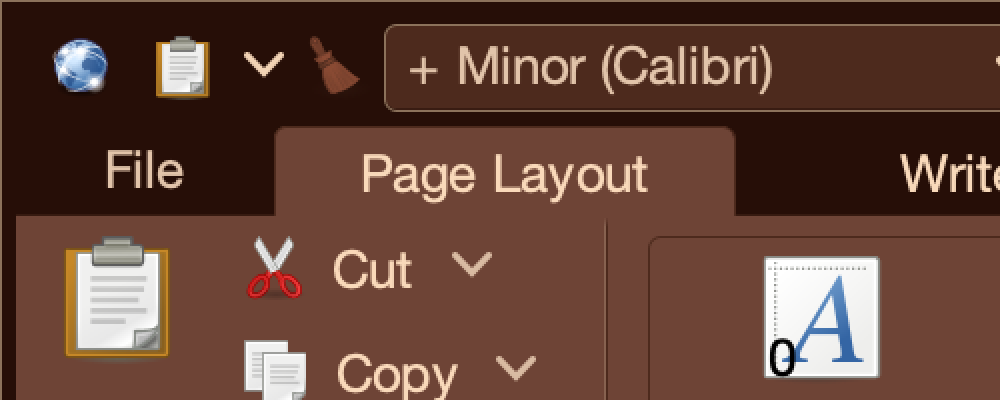 + Minor (Calibri)
File
Page Layout
Write
Cut
A
0
Copy